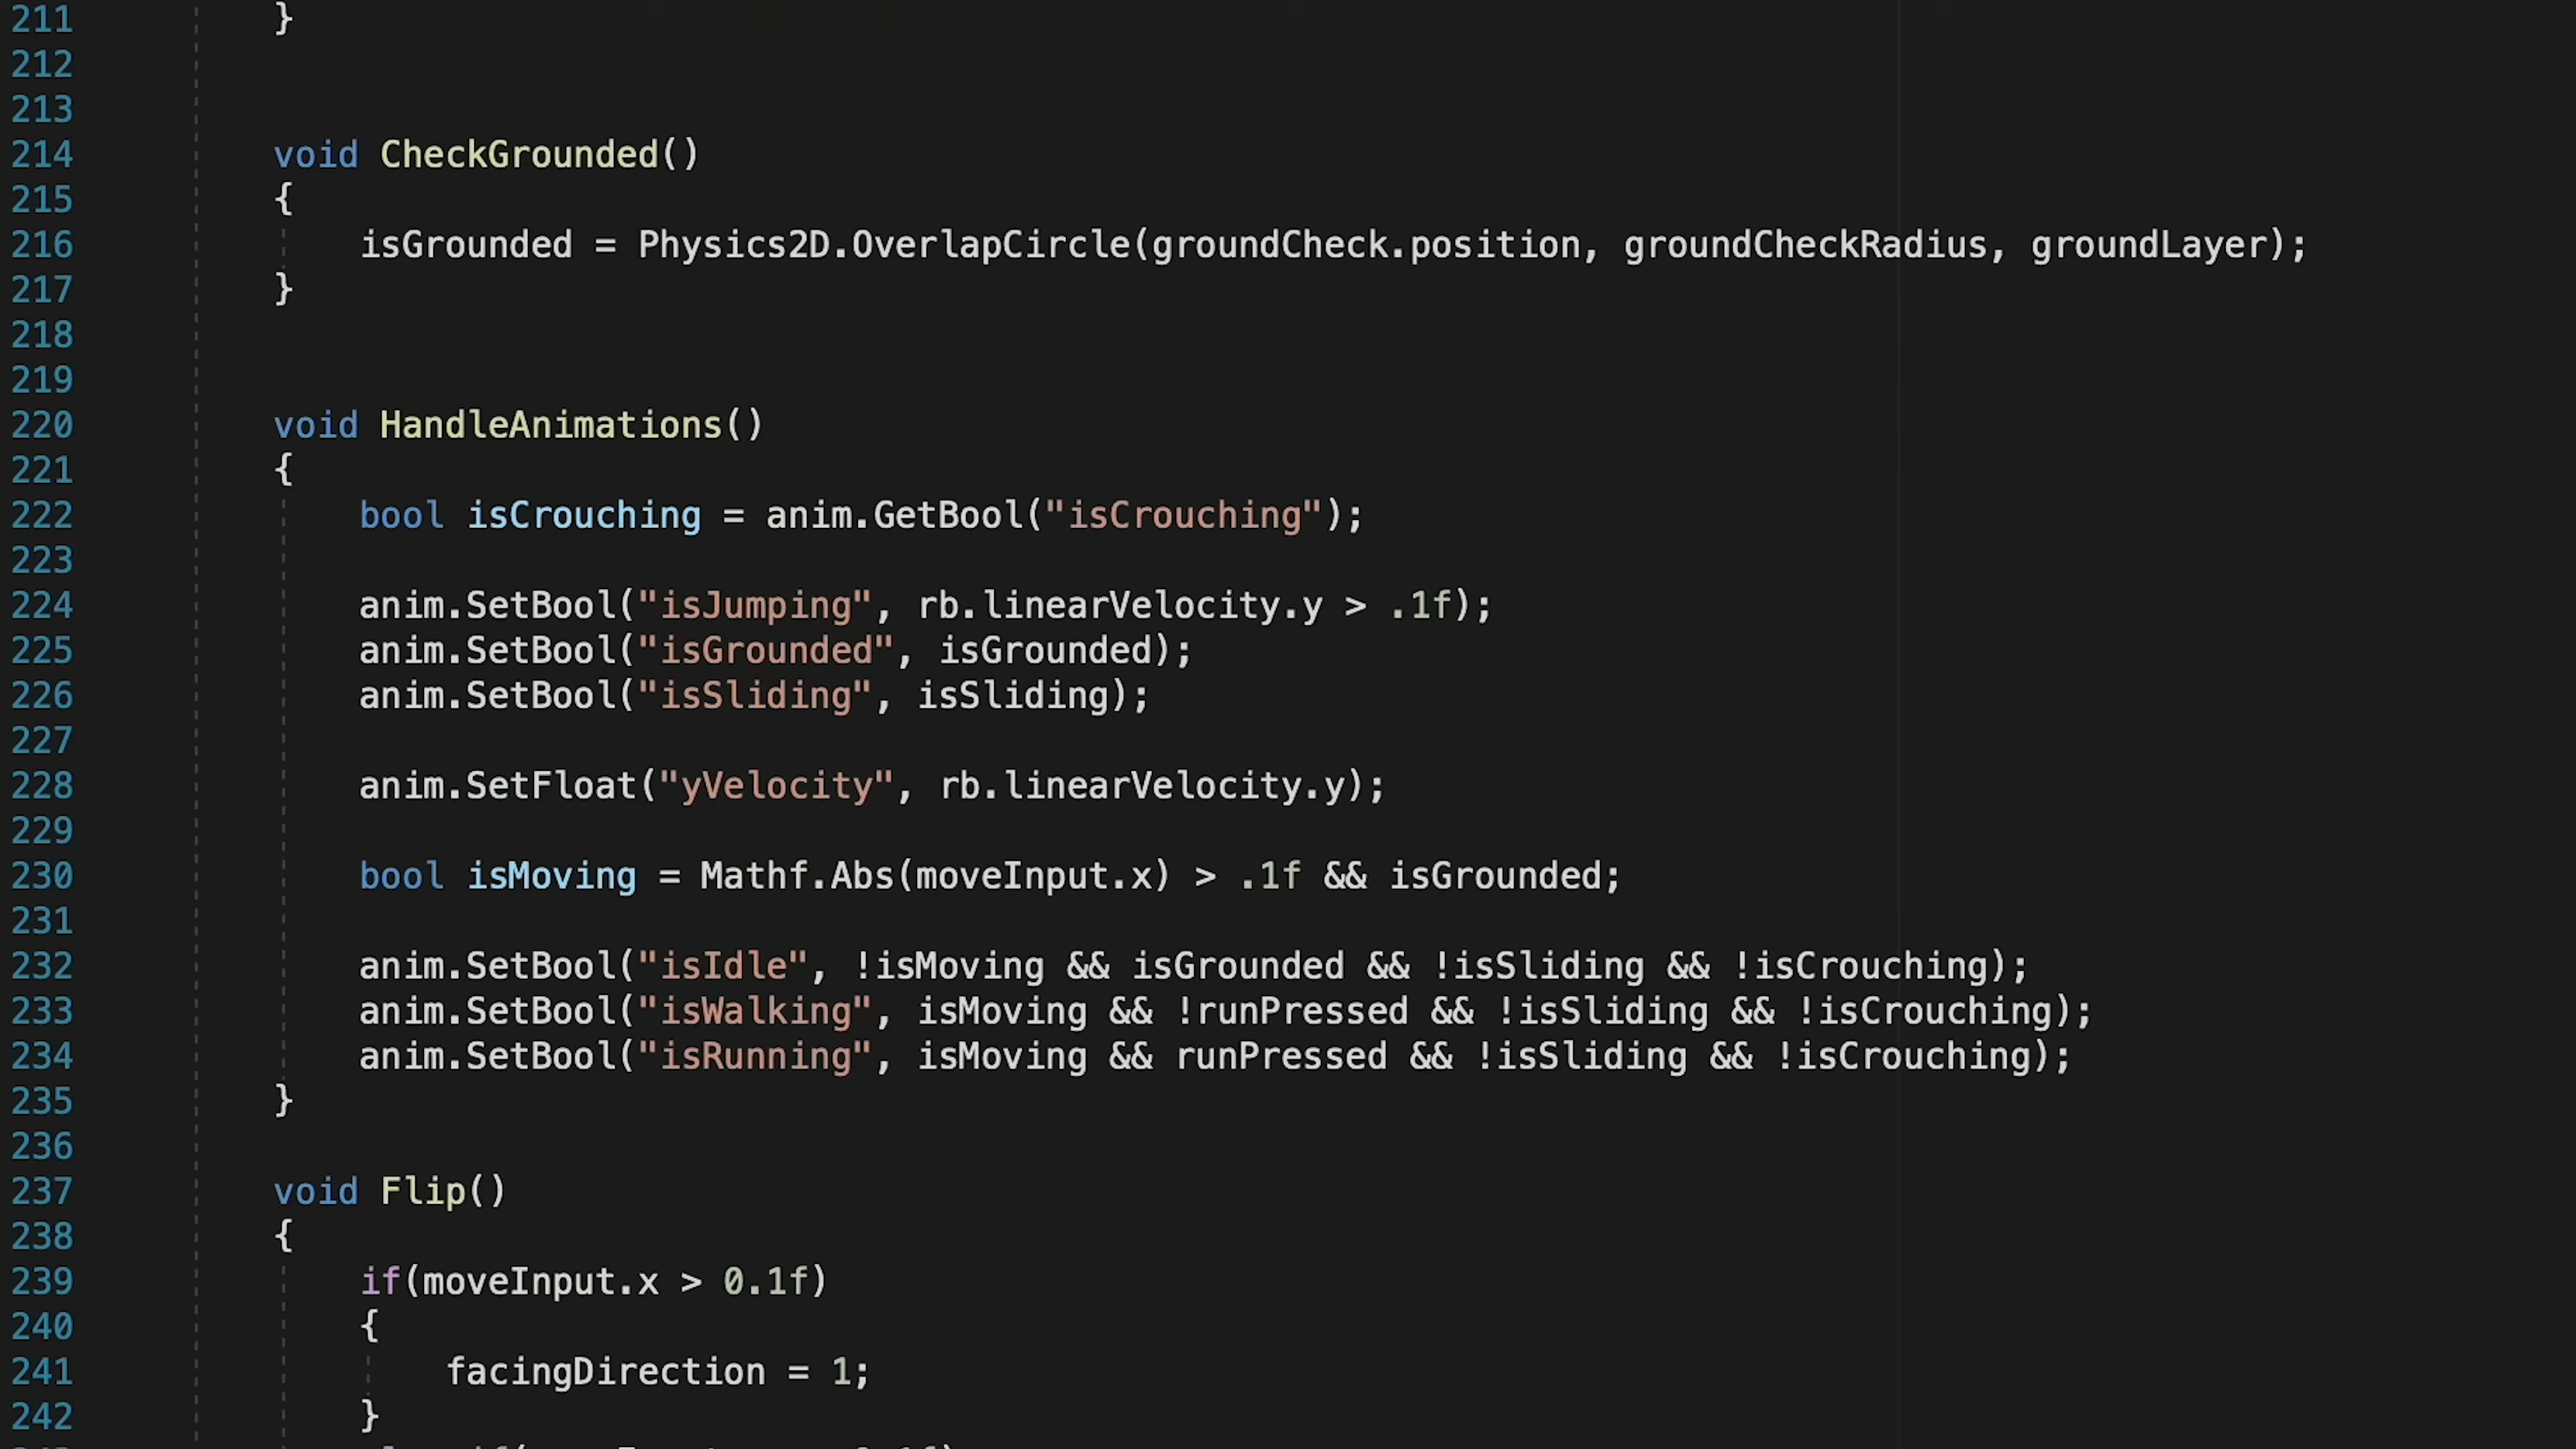 211 }
212
213
214 void CheckGrounded()
215 {
216 isGrounded = Physics2D.OverlapCircle(groundCheck.position, groundCheckRadius, groundLayer);
217 }
218
219
220 void HandleAnimations()
221 {
222 bool isCrouching = anim.GetBool("isCrouching");
223
224 anim.SetBool("isJumping", rb.linearVelocity.y > .1f);
225 anim.SetBool("isGrounded", isGrounded);
226 anim.SetBool("isSliding", isSliding);
227
228 anim.SetFloat("yVelocity", rb.linearVelocity.y);
229
230 bool isMoving = Mathf.Abs(moveInput.x) > .1f && isGrounded;
231
232 anim.SetBool("isIdle", !isMoving && isGrounded && !isSliding && !isCrouching);
233 anim.SetBool("isWalking", isMoving && !runPressed && !isSliding && !isCrouching);
234 anim.SetBool("isRunning", isMoving && runPressed && !isSliding && !isCrouching);
235 }
236
237 void Flip()
238 {
239 if(moveInput.x > 0.1f)
240 {
241 facingDirection = 1;
242 }